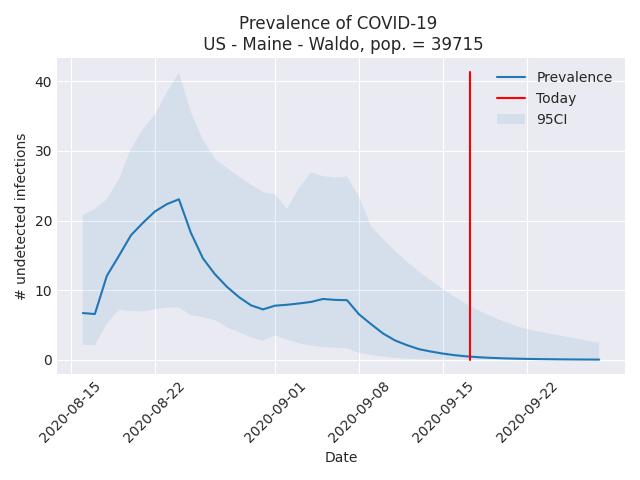 Prevalence of COVID-19
US - Maine - Waldo, pop. = 39715
Prevalence
Today
95CI
# undetected infections
40
30
20
10
0
2020-08-15
2020-08-22
2020-09-01
2020-09-08
2020-09-15
2020-09-22
Date